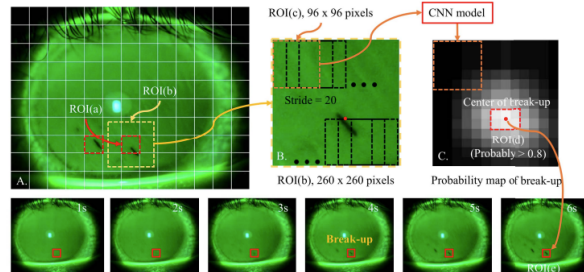 ROI(c), 96 x 96 pixels
CNN model
ROI(b)
ROI(a)
Stride = 20
Center of break-up
ROI(d)
(Probably > 0.8)
A.
B.
C.
ROI(b), 260 x 260 pixels
Probability map of break-up
1s
2s
3s
4s
5s
6s
Break-up
ROI(e)